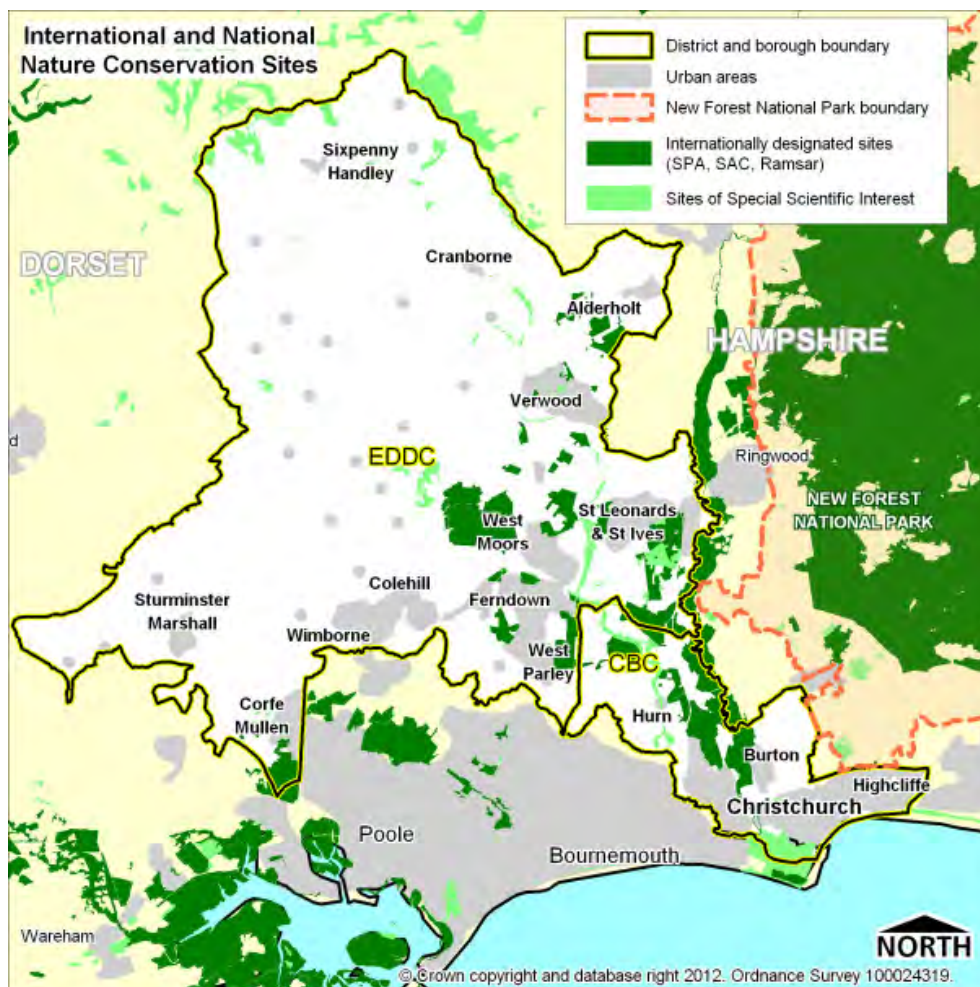 International and National
Nature Conservation Sites
District and borough boundary
Urban areas
New Forest National Park boundary
Internationally designated sites
(SPA, SAC, Ramsar)
Sites of Special Scientific Interest
Sixpenny
Handley
DORSET
Cranborne
Alderholt
HAMPSHIRE
Verwood
d
EDDC
Ringwood
NEW FOREST
NATIONAL PARK
St Leonards
& St Ives
West
Moors
Colehill
Sturminster
Marshall
Ferndown
Wimborne
West
Parley
CBC
Corfe
Mullen
Hurn
Burton
Highcliffe
Christchurch
Poole
Bournemouth
Wareham
NORTH
© Crown copyright and database right 2012. Ordnance Survey 100024319.